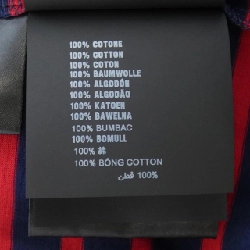 100% COTONE
100% COTTON
100% COTON
100% BAUMWOLLE
100% ALGODÓN
100% ALGODÃO
100% KATOEN
100% BAWEŁNA
100% BUMBAC
100% BOMULL
100% 綿
100% BÔNG COTTON
100% قطن